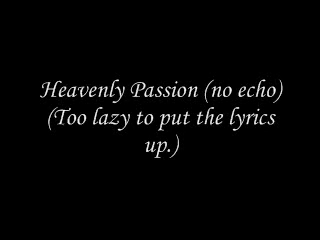 Heavenly Passion (no echo)
(Too lazy to put the lyrics
up.)